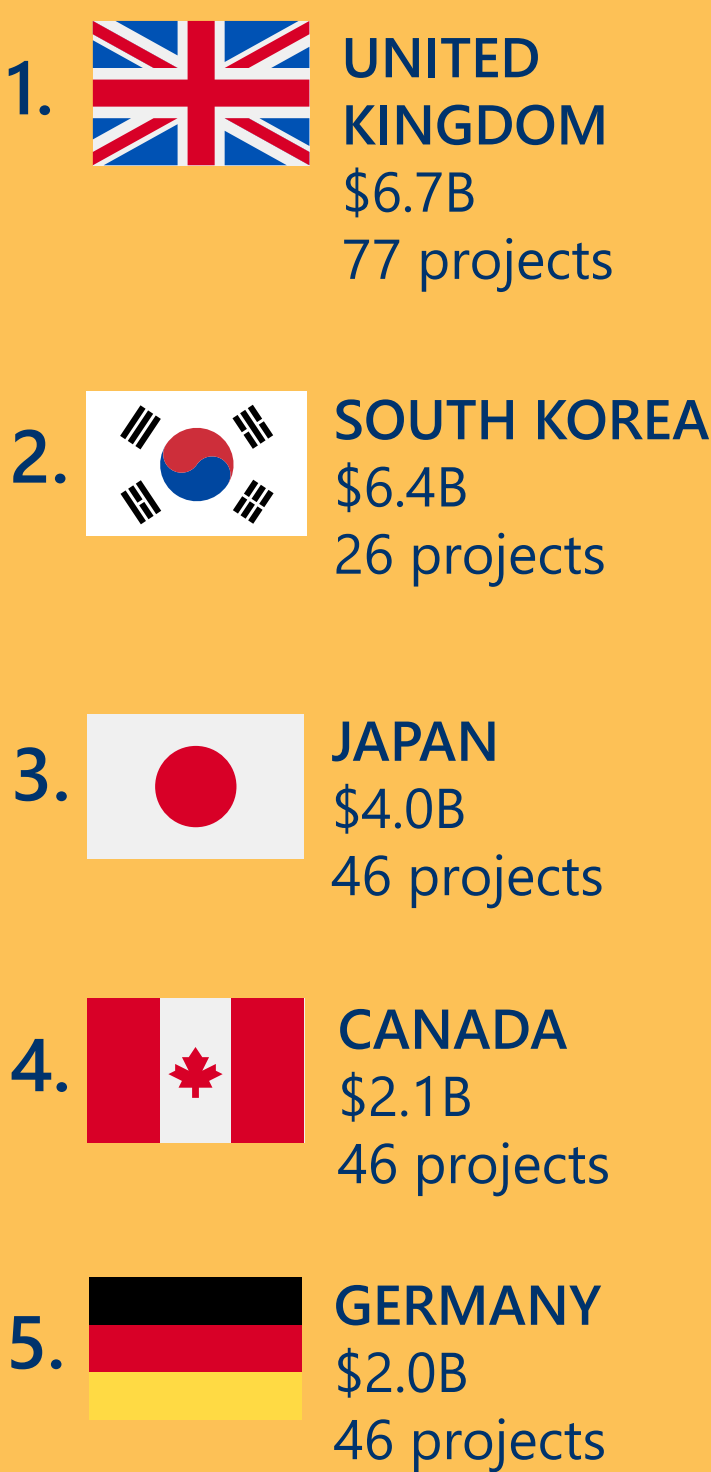 1.
UNITED
KINGDOM
$6.7B
77 projects
2.
SOUTH KOREA
$6.4B
26 projects
3.
JAPAN
$4.0B
46 projects
4.
CANADA
$2.1B
46 projects
5.
GERMANY
$2.0B
46 projects